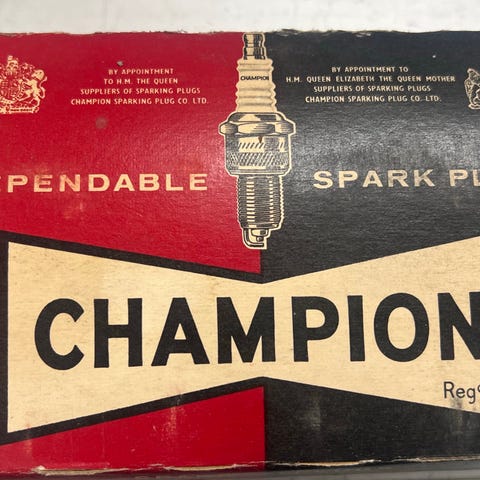 BY APPOINTMENT
TO H.M. THE QUEEN
SUPPLIERS OF SPARKING PLUGS
CHAMPION SPARKING PLUG CO. LTD.
CHAMPION
BY APPOINTMENT TO
H.M. QUEEN ELIZABETH THE QUEEN MOTHER
SUPPLIERS OF SPARKING PLUGS
CHAMPION SPARKING PLUG CO. LTD.
EPENDABLE SPARK PL
CHAMPION
Reg